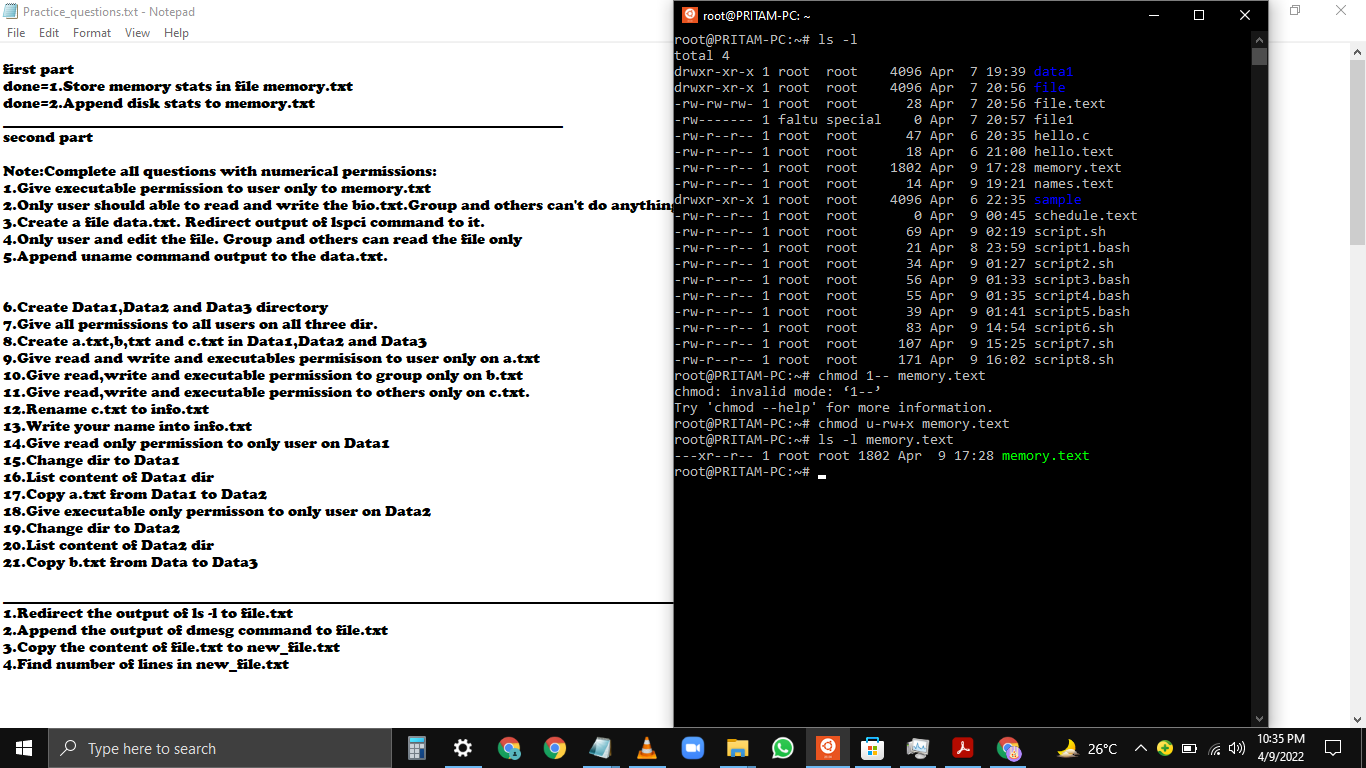 Practice_questions.txt - Notepad
File Edit Format View Help
first part
done=1.Store memory stats in file memory.txt
done=2.Append disk stats to memory.txt
second part
Note:Complete all questions with numerical permissions:
1.Give executable permission to user only to memory.txt
2.Only user should able to read and write the bio.txt.Group and others can't do anythin
3.Create a file data.txt. Redirect output of lspci command to it.
4.Only user and edit the file. Group and others can read the file only
5.Append uname command output to the data.txt.
6.Create Data1,Data2 and Data3 directory
7.Give all permissions to all users on all three dir.
8.Create a.txt,b,txt and c.txt in Data1,Data2 and Data3
9.Give read and write and executables permisison to user only on a.txt
10.Give read,write and executable permission to group only on b.txt
11.Give read,write and executable permission to others only on c.txt.
12.Rename c.txt to info.txt
13.Write your name into info.txt
14.Give read only permission to only user on Data1
15.Change dir to Data1
16.List content of Data1 dir
17.Copy a.txt from Data1 to Data2
18.Give executable only permisson to only user on Data2
19.Change dir to Data2
20.List content of Data2 dir
21.Copy b.txt from Data to Data3
1.Redirect the output of ls -l to file.txt
2.Append the output of dmesg command to file.txt
3.Copy the content of file.txt to new_file.txt
4.Find number of lines in new_file.txt
root@PRITAM-PC: ~
root@PRITAM-PC:~# ls -l
total 4
drwxr-xr-x 1 root root 4096 Apr 7 19:39 data1
drwxr-xr-x 1 root root 4096 Apr 7 20:56 file
-rw-rw-rw- 1 root root 28 Apr 7 20:56 file.text
-rw------- 1 faltu special 0 Apr 7 20:57 file1
-rw-r--r-- 1 root root 47 Apr 6 20:35 hello.c
-rw-r--r-- 1 root root 18 Apr 6 21:00 hello.text
-rw-r--r-- 1 root root 1802 Apr 9 17:28 memory.text
-rw-r--r-- 1 root root 14 Apr 9 19:21 names.text
drwxr-xr-x 1 root root 4096 Apr 6 22:35 sample
-rw-r--r-- 1 root root 0 Apr 9 00:45 schedule.text
-rw-r--r-- 1 root root 69 Apr 9 02:19 script.sh
-rw-r--r-- 1 root root 21 Apr 8 23:59 script1.bash
-rw-r--r-- 1 root root 34 Apr 9 01:27 script2.sh
-rw-r--r-- 1 root root 56 Apr 9 01:33 script3.bash
-rw-r--r-- 1 root root 55 Apr 9 01:35 script4.bash
-rw-r--r-- 1 root root 39 Apr 9 01:41 script5.bash
-rw-r--r-- 1 root root 83 Apr 9 14:54 script6.sh
-rw-r--r-- 1 root root 107 Apr 9 15:25 script7.sh
-rw-r--r-- 1 root root 171 Apr 9 16:02 script8.sh
root@PRITAM-PC:~# chmod 1-- memory.text
chmod: invalid mode: ‘1--’
Try 'chmod --help' for more information.
root@PRITAM-PC:~# chmod u-rw+x memory.text
root@PRITAM-PC:~# ls -l memory.text
---xr--r-- 1 root root 1802 Apr 9 17:28 memory.text
root@PRITAM-PC:~#
Type here to search
26°C
10:35 PM
4/9/2022